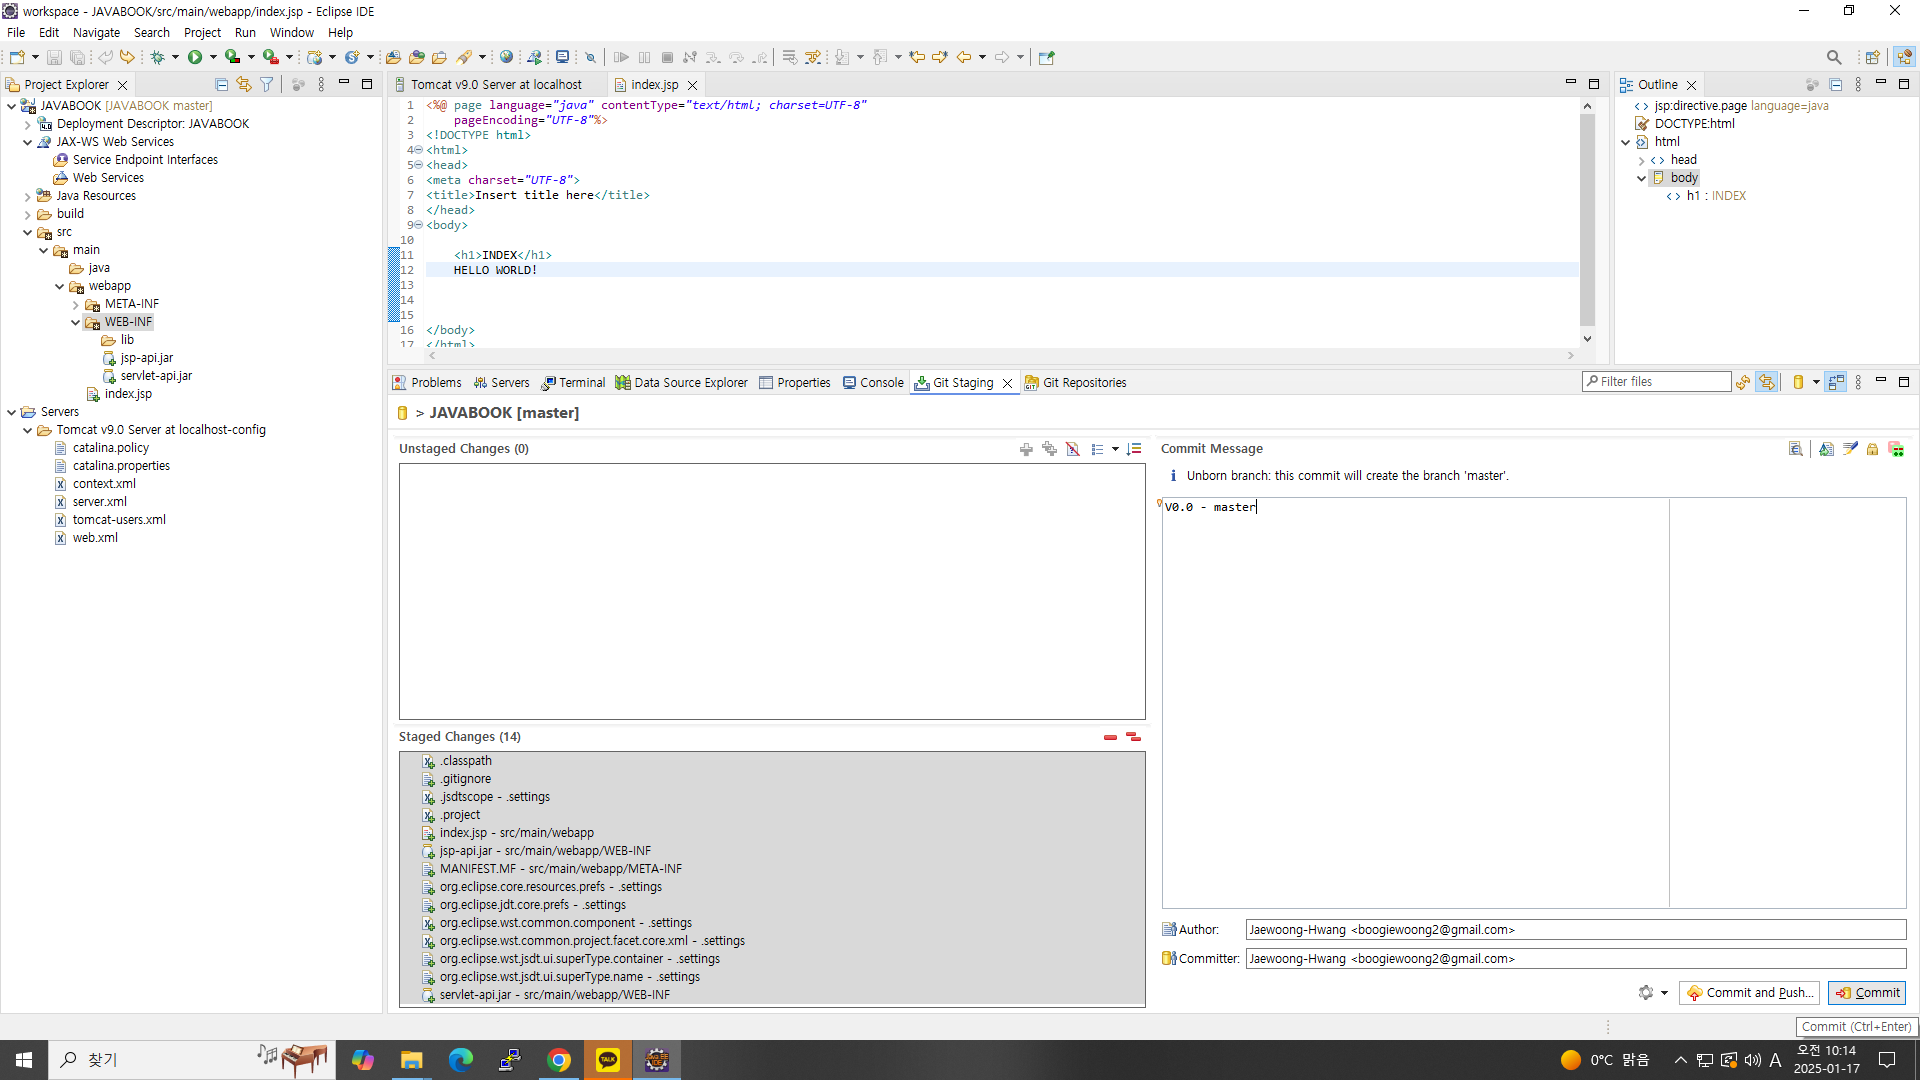 workspace - JAVABOOK/src/main/webapp/index.jsp - Eclipse IDE
File Edit Navigate Search Project Run Window Help
Project Explorer
JAVABOOK [JAVABOOK master]
Deployment Descriptor: JAVABOOK
JAX-WS Web Services
Service Endpoint Interfaces
Web Services
Java Resources
build
src
main
java
webapp
META-INF
WEB-INF
lib
jsp-api.jar
servlet-api.jar
index.jsp
Servers
Tomcat v9.0 Server at localhost-config
catalina.policy
catalina.properties
context.xml
server.xml
tomcat-users.xml
web.xml
Tomcat v9.0 Server at localhost
index.jsp
1 <%@ page language="java" contentType="text/html; charset=UTF-8"
2 pageEncoding="UTF-8"%>
3 <!DOCTYPE html>
4 <html>
5 <head>
6 <meta charset="UTF-8">
7 <title>Insert title here</title>
8 </head>
9 <body>
10
11 <h1>INDEX</h1>
12 HELLO WORLD!
13
14
15
16 </body>
17 </html>
Outline
jsp:directive.page language=java
DOCTYPE:html
html
head
body
h1 : INDEX
Problems Servers Terminal Data Source Explorer Properties Console Git Staging Git Repositories
Filter files
> JAVABOOK [master]
Unstaged Changes (0)
Staged Changes (14)
.classpath
.gitignore
.jsdtscope - .settings
.project
index.jsp - src/main/webapp
jsp-api.jar - src/main/webapp/WEB-INF
MANIFEST.MF - src/main/webapp/META-INF
org.eclipse.core.resources.prefs - .settings
org.eclipse.jdt.core.prefs - .settings
org.eclipse.wst.common.component - .settings
org.eclipse.wst.common.project.facet.core.xml - .settings
org.eclipse.wst.jsdt.ui.superType.container - .settings
org.eclipse.wst.jsdt.ui.superType.name - .settings
servlet-api.jar - src/main/webapp/WEB-INF
Commit Message
Unborn branch: this commit will create the branch 'master'.
V0.0 - master
Author: Jaewoong-Hwang <boogiewoong2@gmail.com>
Committer: Jaewoong-Hwang <boogiewoong2@gmail.com>
Commit and Push...
Commit
Commit (Ctrl+Enter)
찾기
TALK
Java EE
IDE
0°C 맑음
A
오전 10:14
2025-01-17